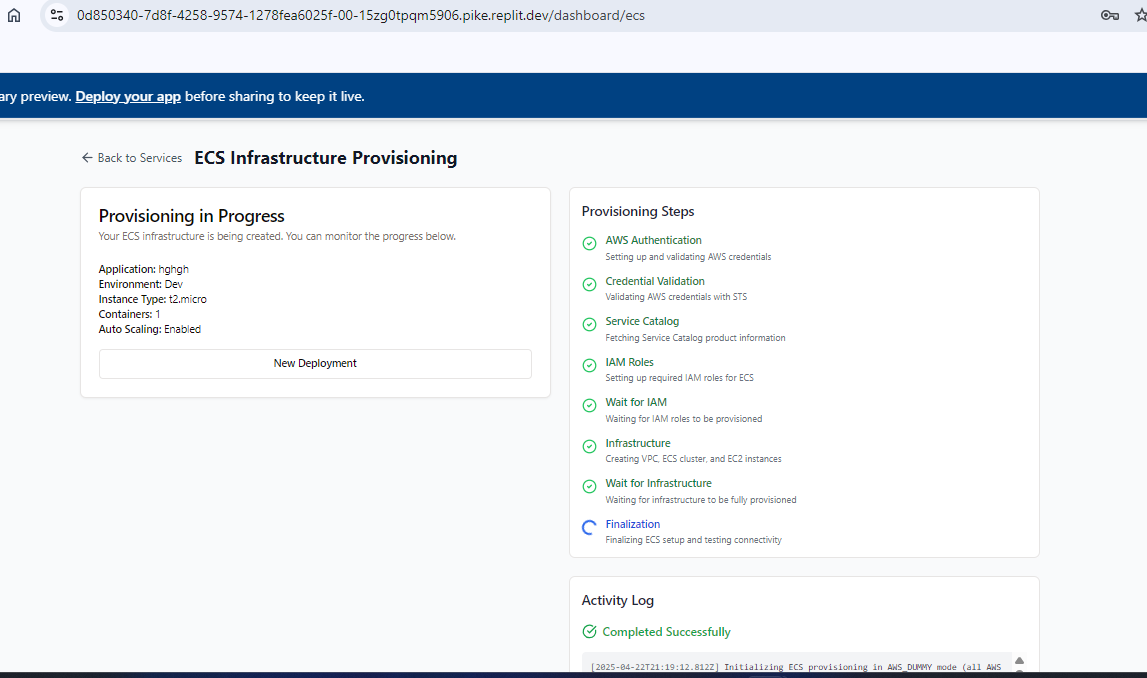 0d850340-7d8f-4258-9574-1278fea6025f-00-15zg0tpqm5906.pike.replit.dev/dashboard/ecs
ary preview. Deploy your app before sharing to keep it live.
Back to Services
ECS Infrastructure Provisioning
Provisioning in Progress
Your ECS infrastructure is being created. You can monitor the progress below.
Application: hghgh
Environment: Dev
Instance Type: t2.micro
Containers: 1
Auto Scaling: Enabled
New Deployment
Provisioning Steps
AWS Authentication
Setting up and validating AWS credentials
Credential Validation
Validating AWS credentials with STS
Service Catalog
Fetching Service Catalog product information
IAM Roles
Setting up required IAM roles for ECS
Wait for IAM
Waiting for IAM roles to be provisioned
Infrastructure
Creating VPC, ECS cluster, and EC2 instances
Wait for Infrastructure
Waiting for infrastructure to be fully provisioned
Finalization
Finalizing ECS setup and testing connectivity
Activity Log
Completed Successfully
[2025-04-22T21:19:12.812Z] Initializing ECS provisioning in AWS_DUMMY mode (all AWS